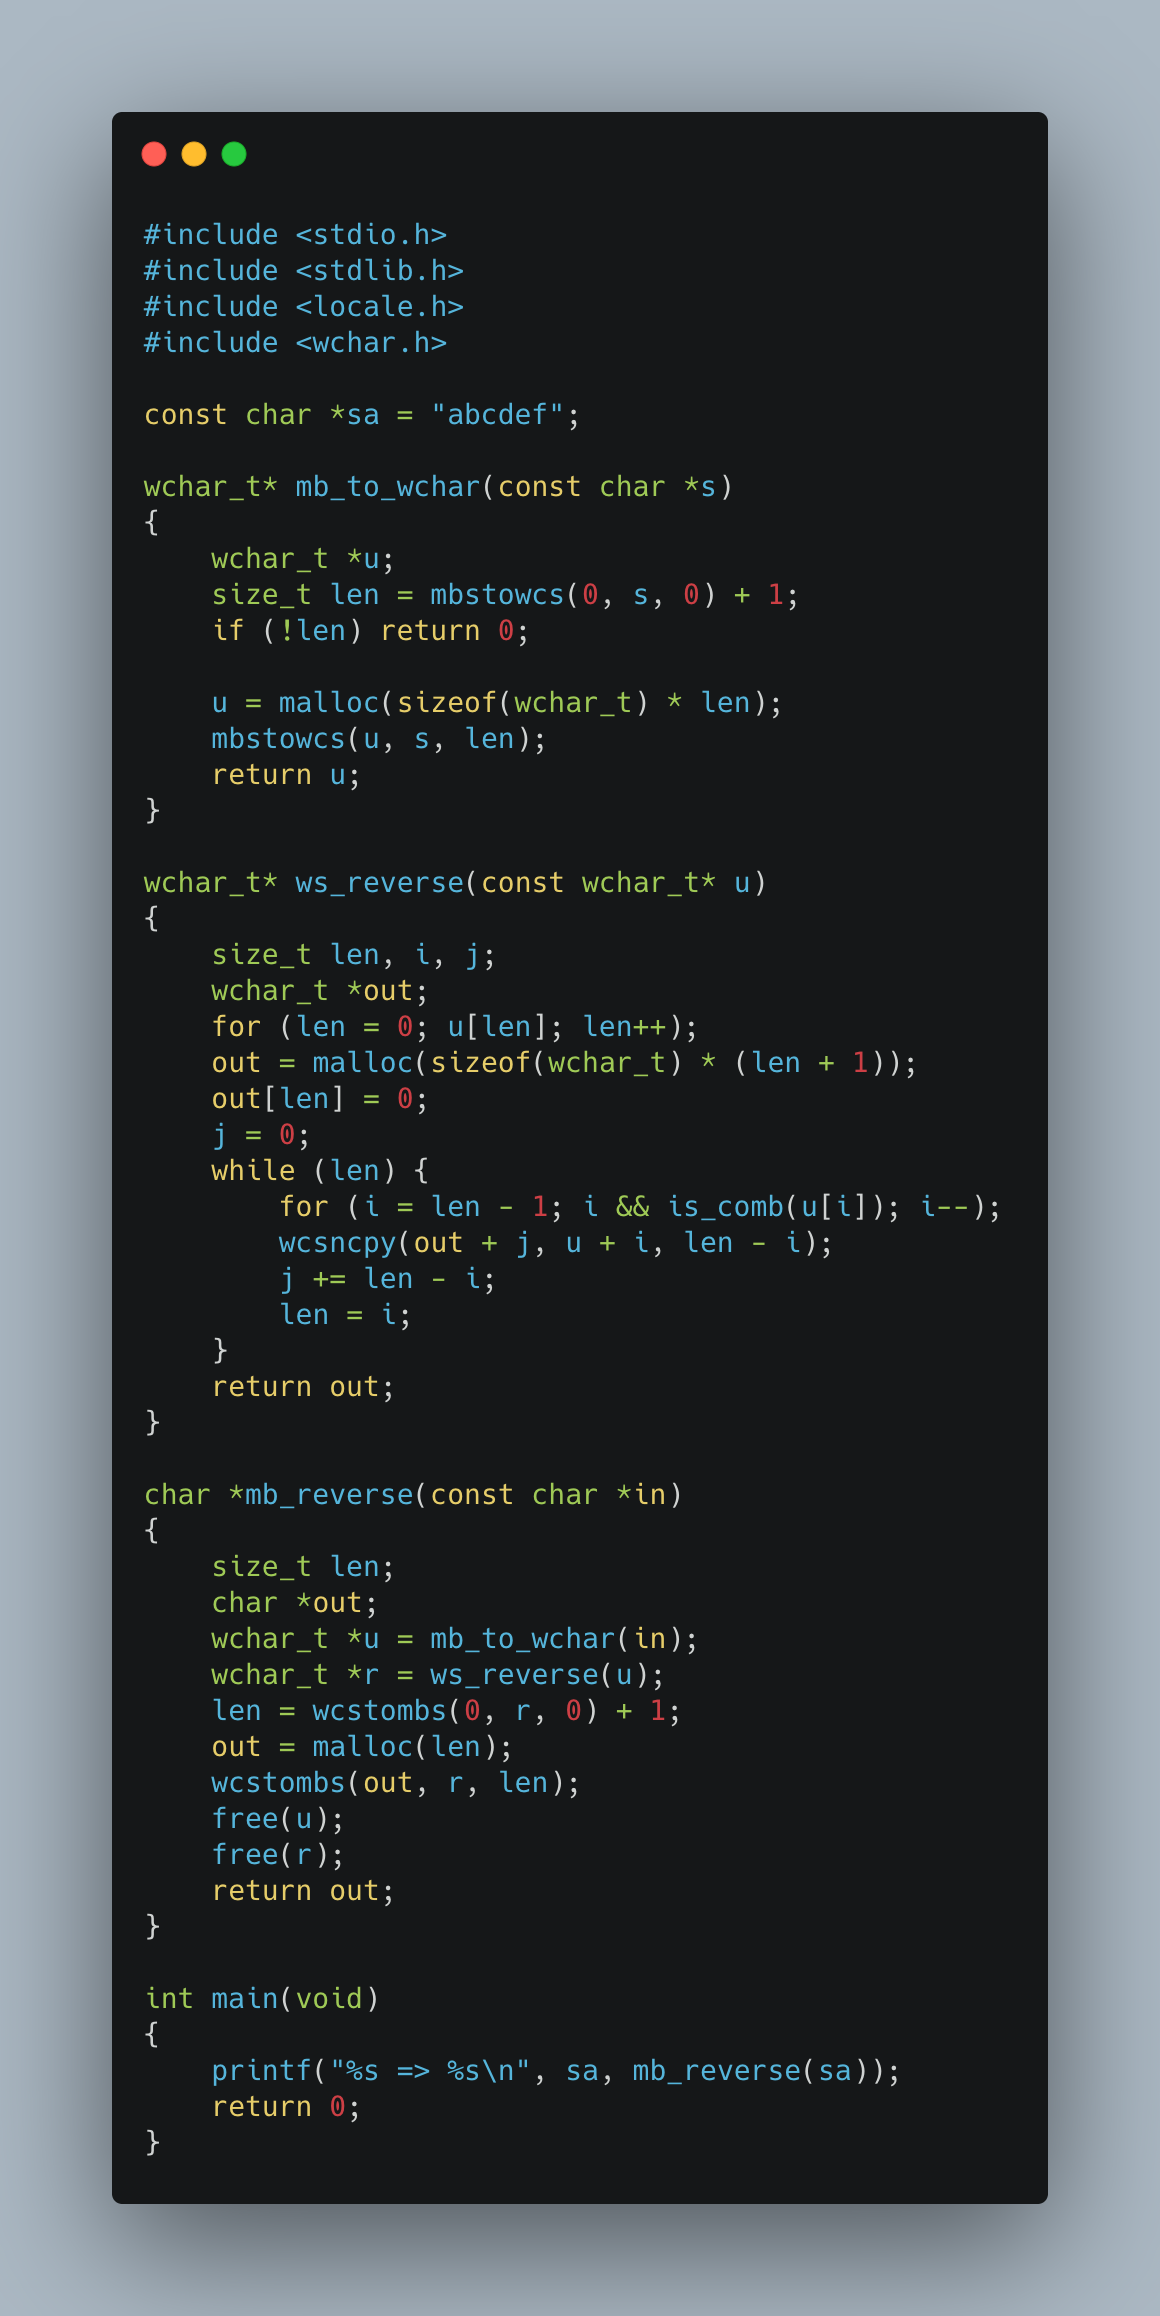 #include <stdio.h>
#include <stdlib.h>
#include <locale.h>
#include <wchar.h>

const char *sa = "abcdef";

wchar_t* mb_to_wchar(const char *s)
{
    wchar_t *u;
    size_t len = mbstowcs(0, s, 0) + 1;
    if (!len) return 0;

    u = malloc(sizeof(wchar_t) * len);
    mbstowcs(u, s, len);
    return u;
}

wchar_t* ws_reverse(const wchar_t* u)
{
    size_t len, i, j;
    wchar_t *out;
    for (len = 0; u[len]; len++);
    out = malloc(sizeof(wchar_t) * (len + 1));
    out[len] = 0;
    j = 0;
    while (len) {
        for (i = len - 1; i && is_comb(u[i]); i--);
        wcsncpy(out + j, u + i, len - i);
        j += len - i;
        len = i;
    }
    return out;
}

char *mb_reverse(const char *in)
{
    size_t len;
    char *out;
    wchar_t *u = mb_to_wchar(in);
    wchar_t *r = ws_reverse(u);
    len = wcstombs(0, r, 0) + 1;
    out = malloc(len);
    wcstombs(out, r, len);
    free(u);
    free(r);
    return out;
}

int main(void)
{
    printf("%s => %s\n", sa, mb_reverse(sa));
    return 0;
}